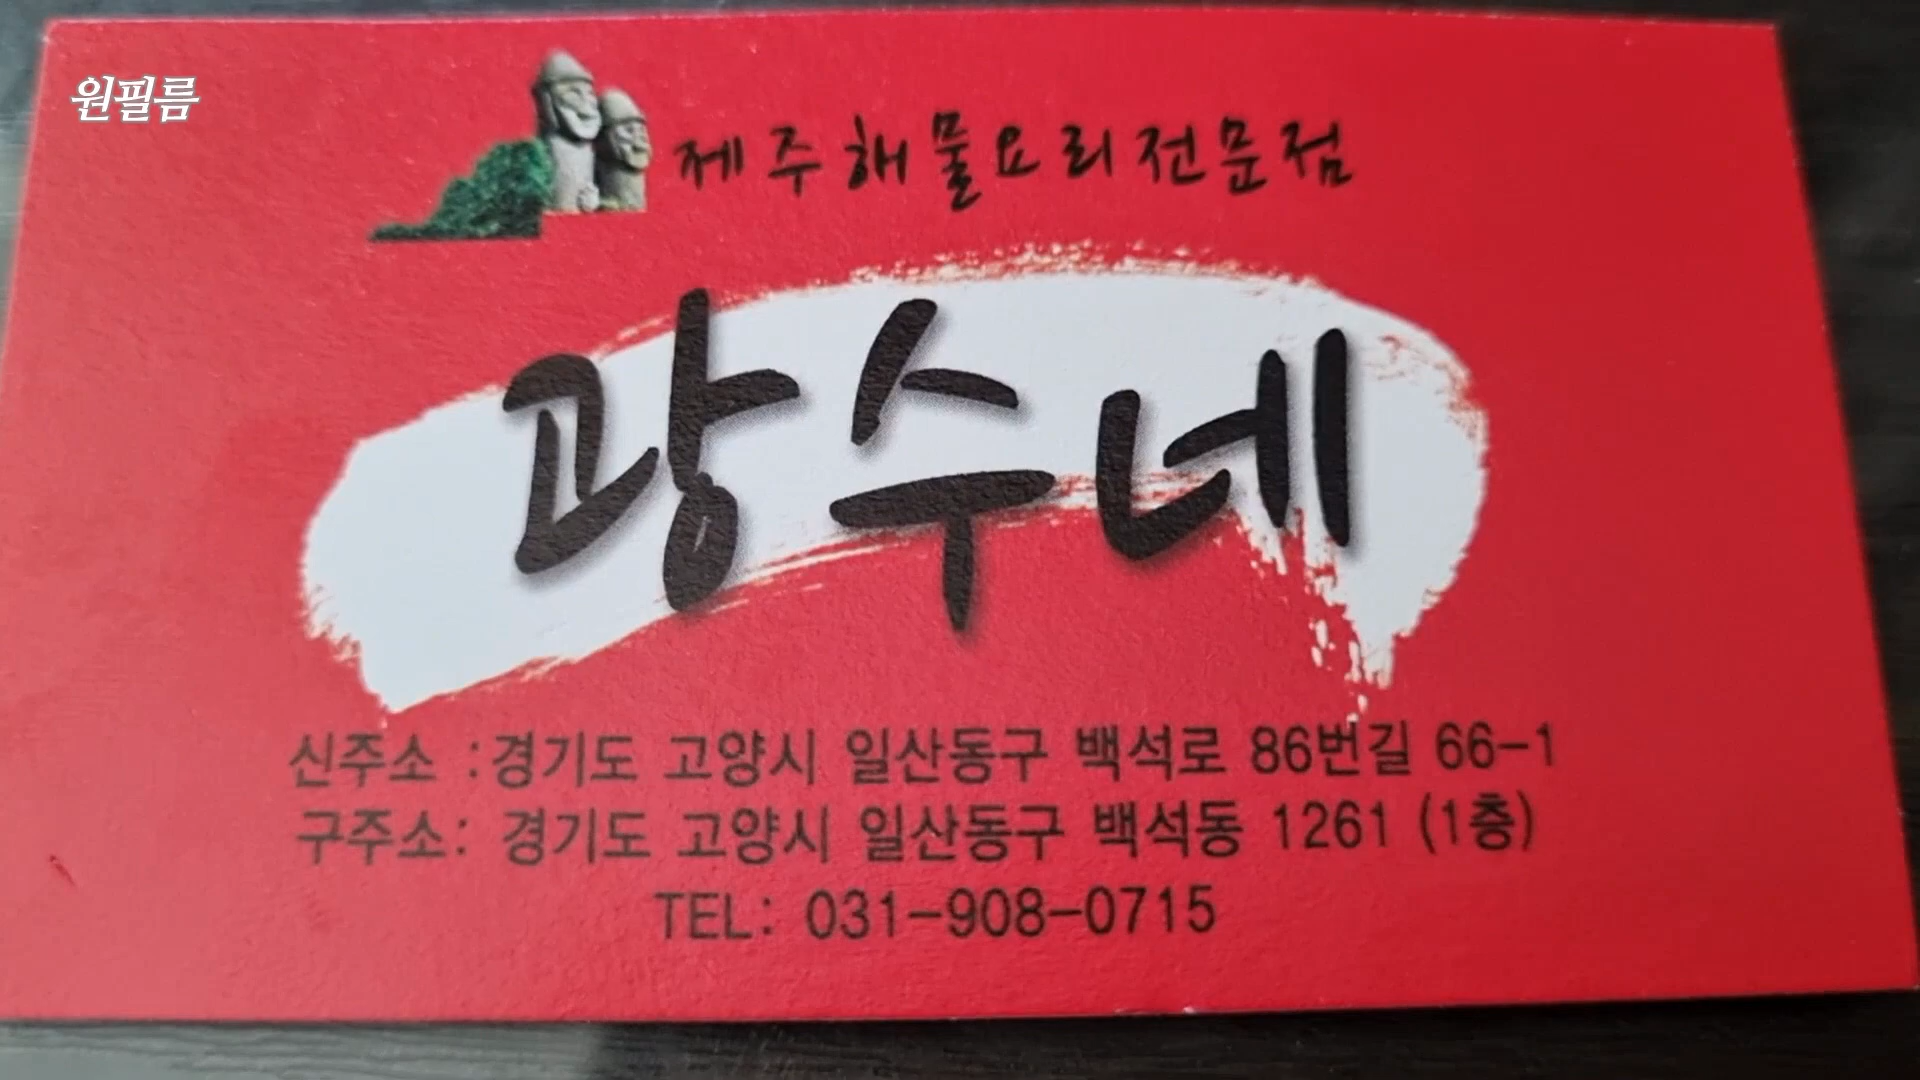 원필름
제주해물요리전문점
광수네
신주소 :경기도 고양시 일산동구 백석로 86번길 66-1
구주소: 경기도 고양시 일산동구 백석동 1261 (1층)
TEL: 031-908-0715